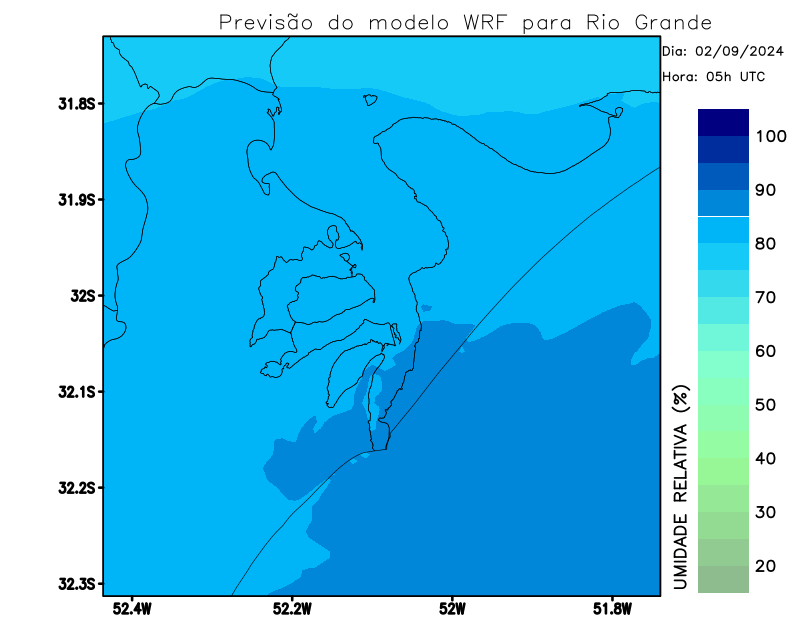 Previsão do modelo WRF para Rio Grande
Dia: 02/09/2024
Hora: 05h UTC
31.8S
31.9S
32S
32.1S
32.2S
32.3S
52.4W
52.2W
52W
51.8W
100
90
80
70
60
50
40
30
20
UMIDADE RELATIVA (%)